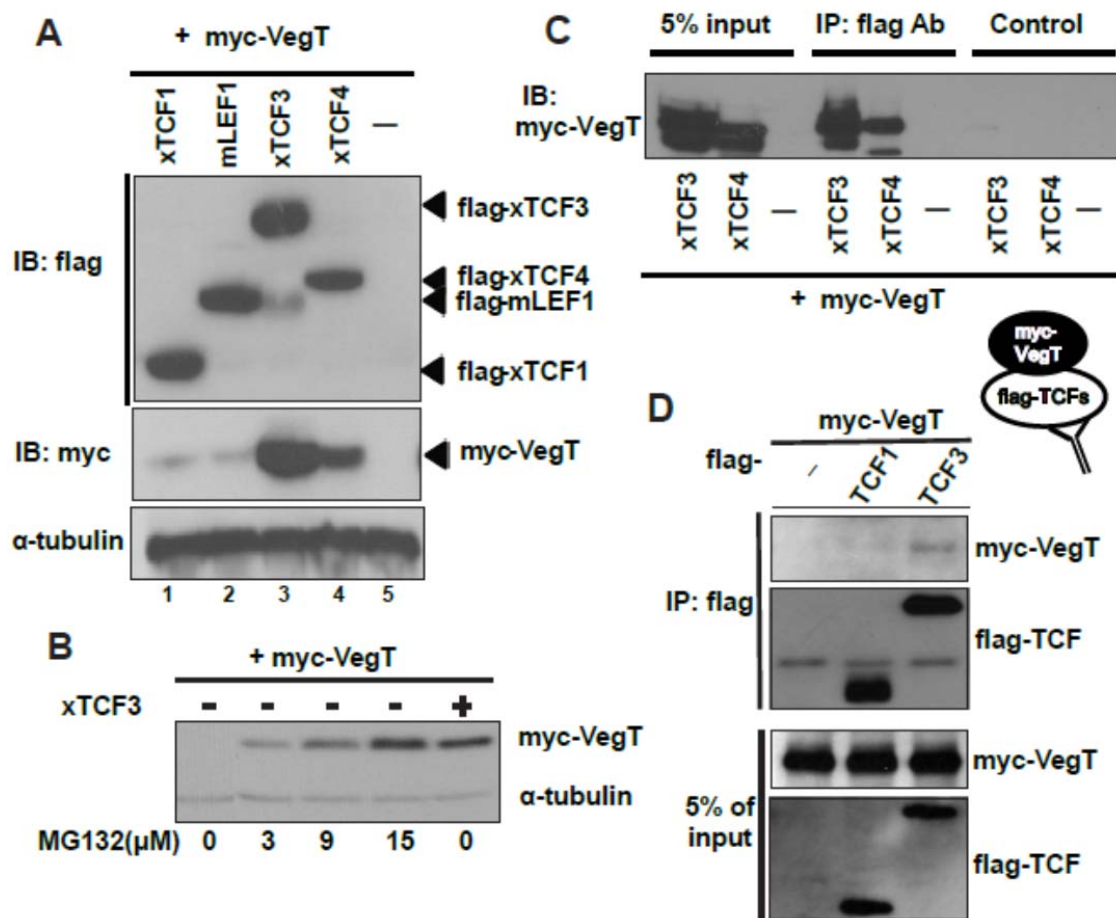 A
+ myc-VegT
xTCF1 mLEF1 xTCF3 xTCF4 —
IB: flag
flag-xTCF3
flag-xTCF4
flag-mLEF1
flag-xTCF1
IB: myc
myc-VegT
α-tubulin
1 2 3 4 5
B
+ myc-VegT
xTCF3 - - - - +
myc-VegT
α-tubulin
MG132(μM) 0 3 9 15 0
C
5% input IP: flag Ab Control
IB:
myc-VegT
xTCF3 xTCF4 — xTCF3 xTCF4 — xTCF3 xTCF4 —
+ myc-VegT
myc-
VegT
flag-TCFs
D
myc-VegT
flag- – TCF1 TCF3
IP: flag
myc-VegT
flag-TCF
5% of
input
myc-VegT
flag-TCF